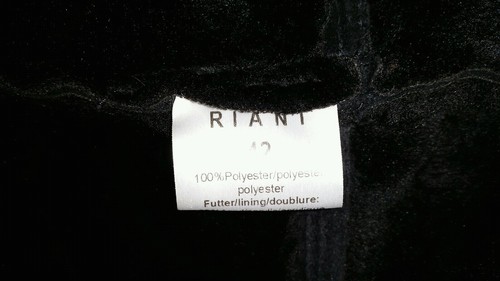 RIANI
42
100%Polyester/polyester
polyester
Futter/lining/doublure: